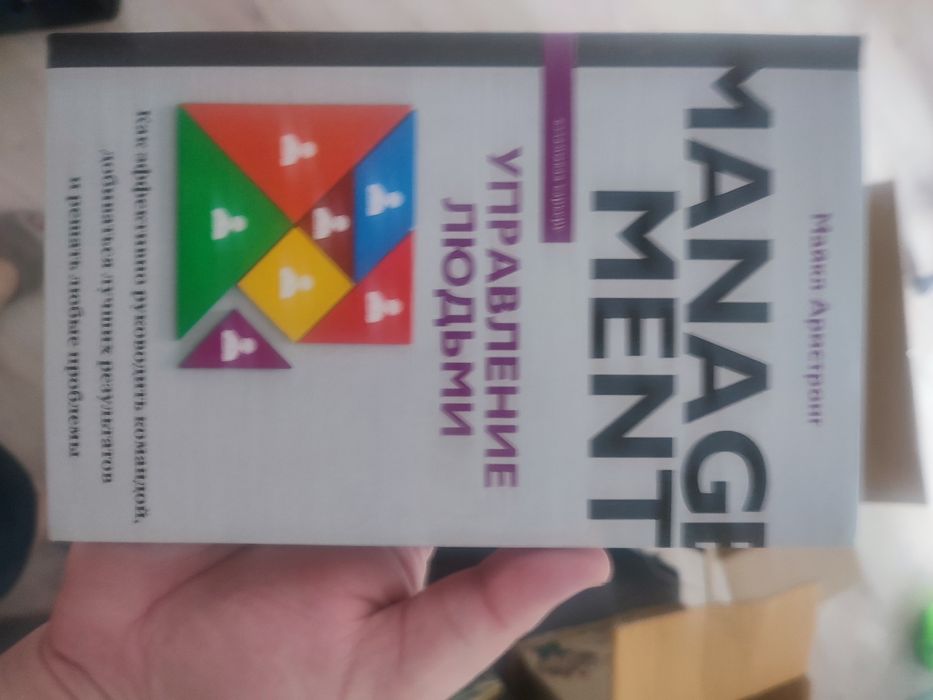 Майкл Армстронг
MANAGE
MENT
УПРАВЛЕНИЕ
ЛЮДЬМИ
Как эффективно руководить командой,
добиваться лучших результатов
и решать любые проблемы